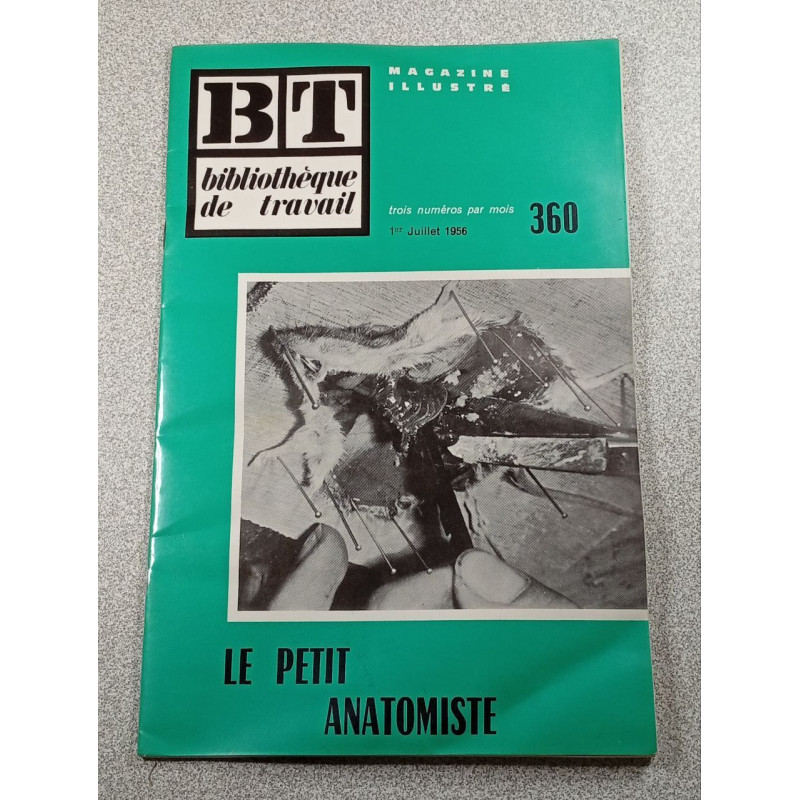 BT
bibliothèque
de travail
MAGAZINE
ILLUSTRÉ
trois numéros par mois
1er Juillet 1956
360
LE PETIT
ANATOMISTE